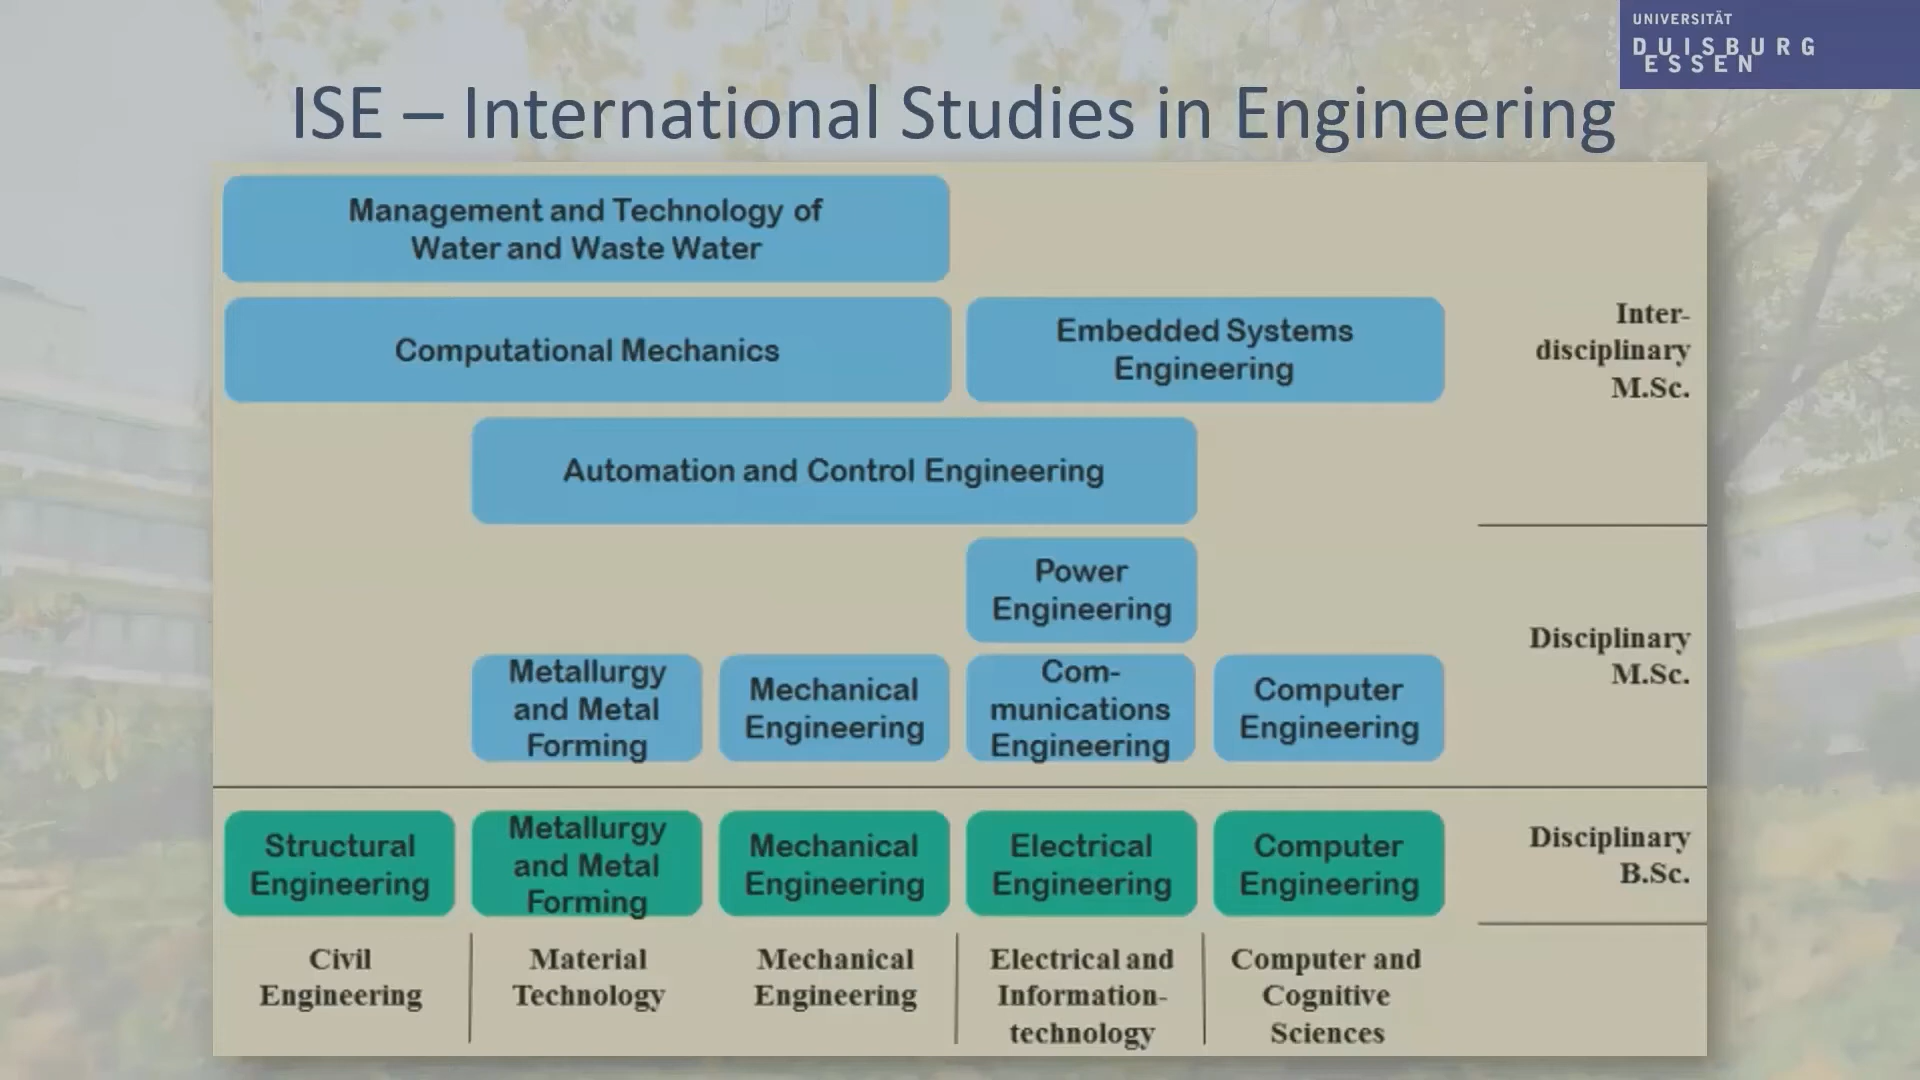 UNIVERSITÄT
DUISBURG
ESSEN
ISE – International Studies in Engineering
Management and Technology of
Water and Waste Water
Computational Mechanics
Embedded Systems
Engineering
Inter-
disciplinary
M.Sc.
Automation and Control Engineering
Power
Engineering
Disciplinary
M.Sc.
Metallurgy
and Metal
Forming
Mechanical
Engineering
Com-
munications
Engineering
Computer
Engineering
Structural
Engineering
Metallurgy
and Metal
Forming
Mechanical
Engineering
Electrical
Engineering
Computer
Engineering
Disciplinary
B.Sc.
Civil
Engineering
Material
Technology
Mechanical
Engineering
Electrical and
Information-
technology
Computer and
Cognitive
Sciences